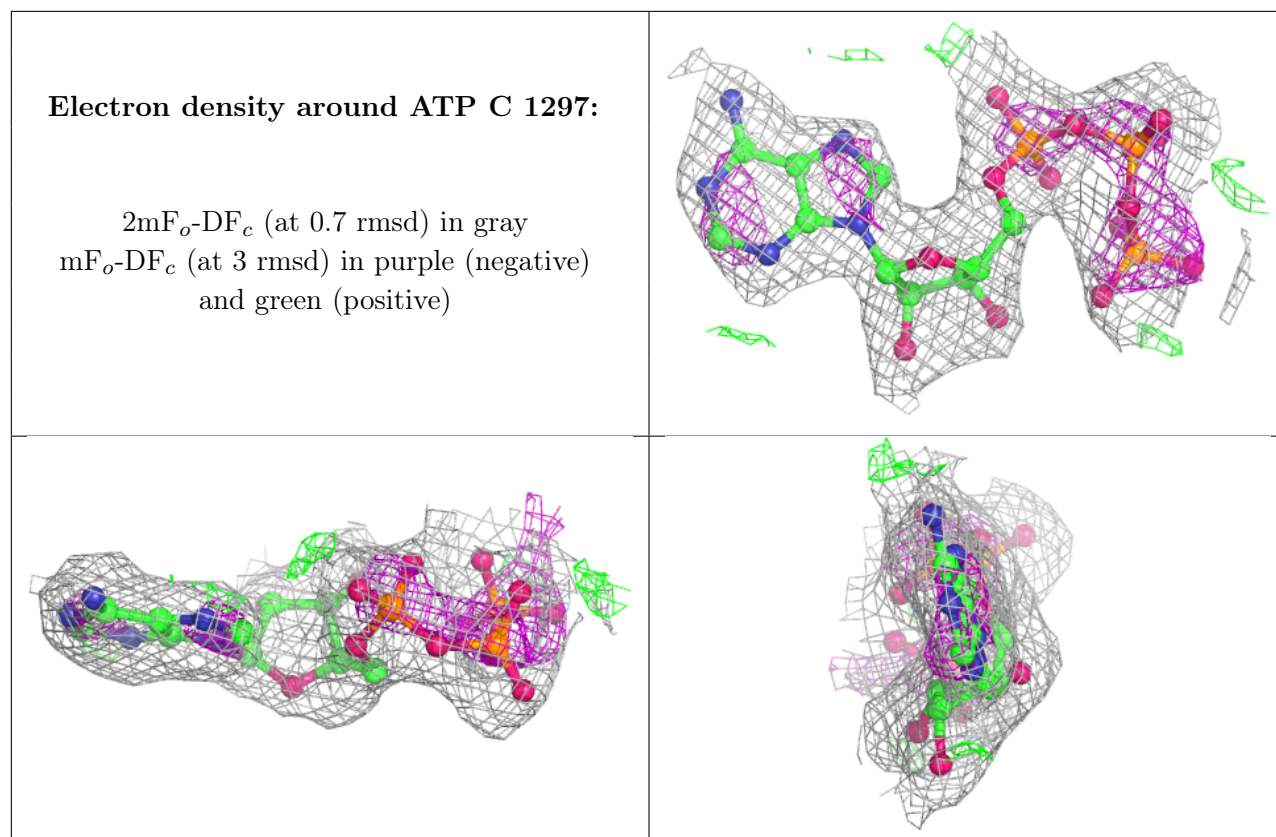 Electron density around ATP C 1297:
2mFo-DFc (at 0.7 rmsd) in gray
mFo-DFc (at 3 rmsd) in purple (negative)
and green (positive)